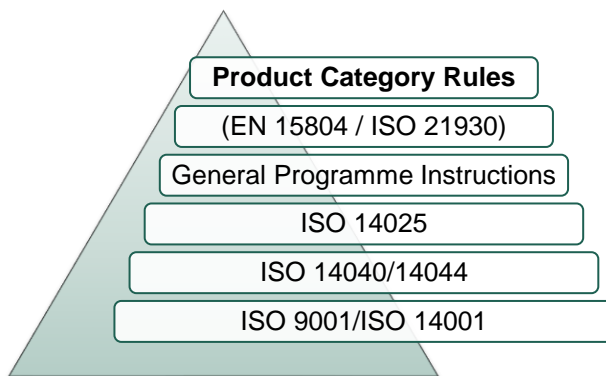 Product Category Rules
(EN 15804 / ISO 21930)
General Programme Instructions
ISO 14025
ISO 14040/14044
ISO 9001/ISO 14001